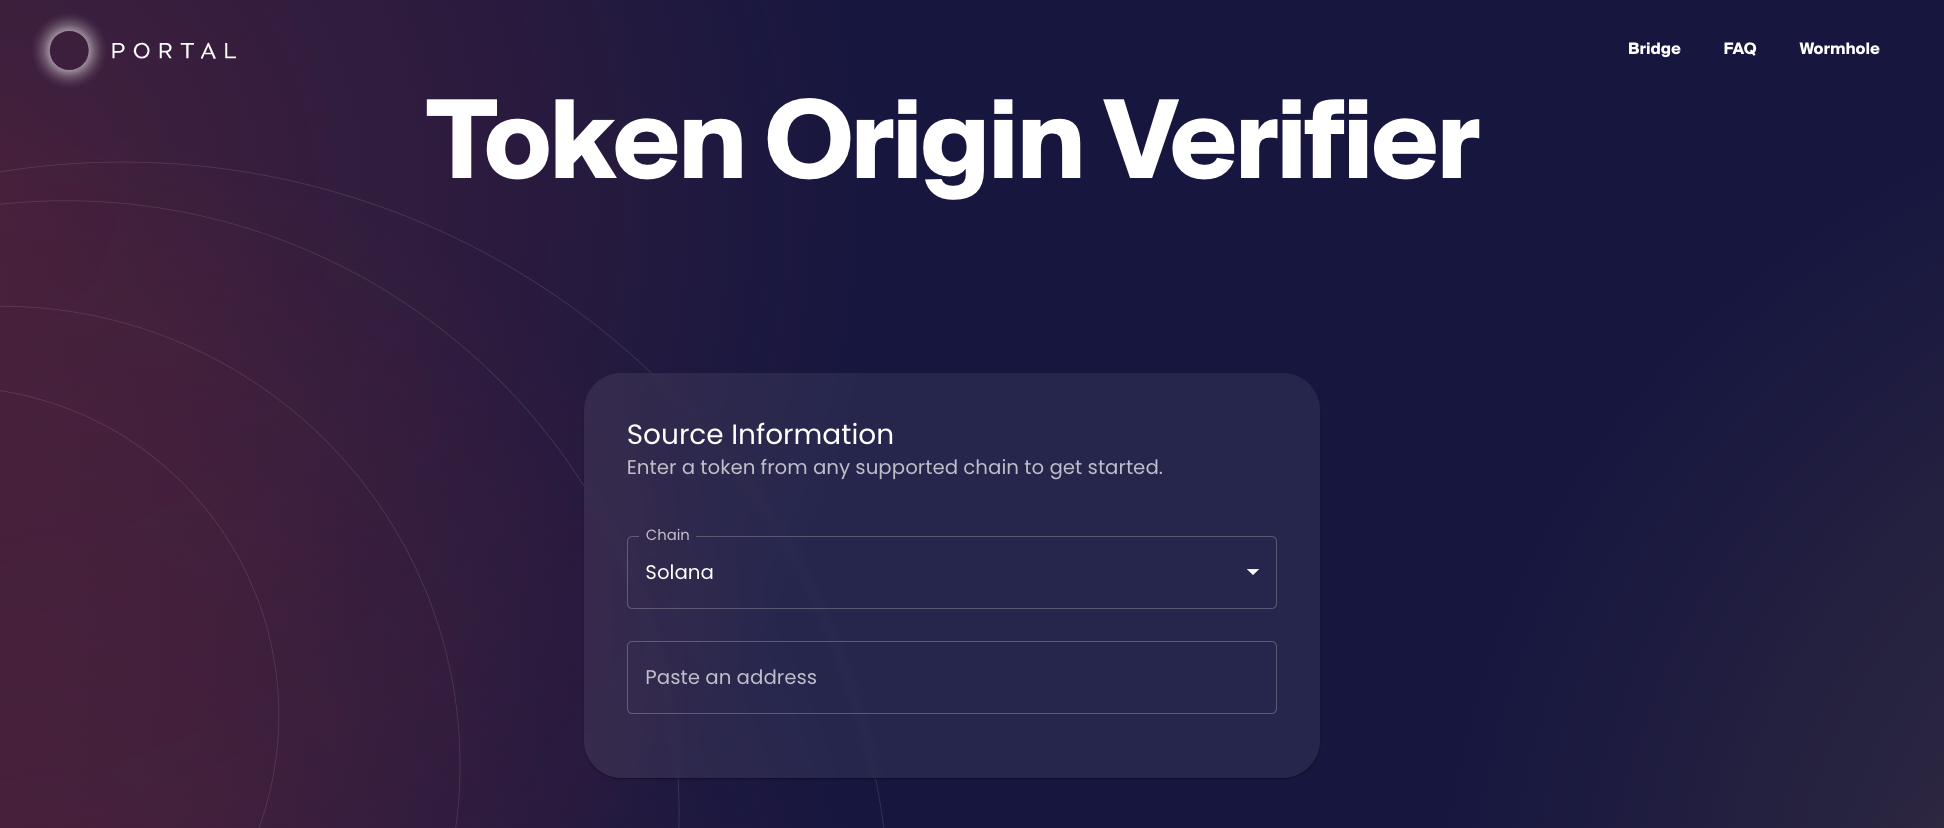 PORTAL
Bridge FAQ Wormhole
Token Origin Verifier
Source Information
Enter a token from any supported chain to get started.
Chain
Solana
Paste an address